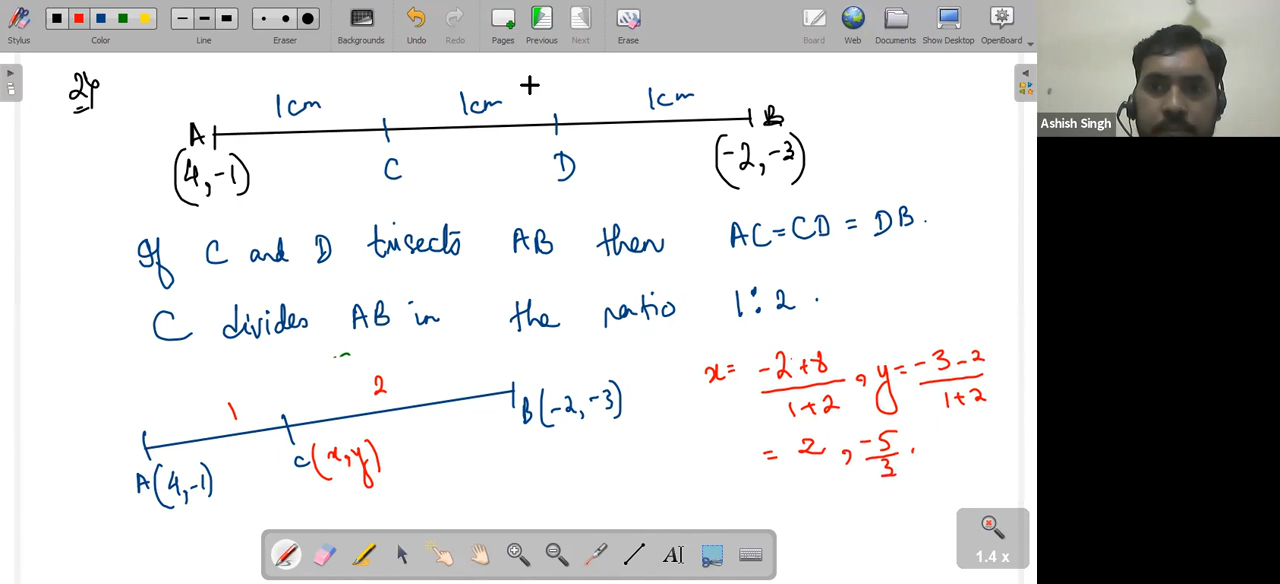 Stylus Color Line Eraser Backgrounds Undo Redo Pages Previous Next Erase Board Web Documents Show Desktop OpenBoard
Ashish Singh
24
1cm 1cm 1cm
A B
(4,-1) C D (-2,-3)
If C and D trisects AB then AC=CD=DB.
C divides AB in the ratio 1:2.
1 2
x= -2+8/1+2, y= -3-2/1+2
B(-2,-3)
A(4,-1) C(x,y)
= 2, -5/3.
1.4 x